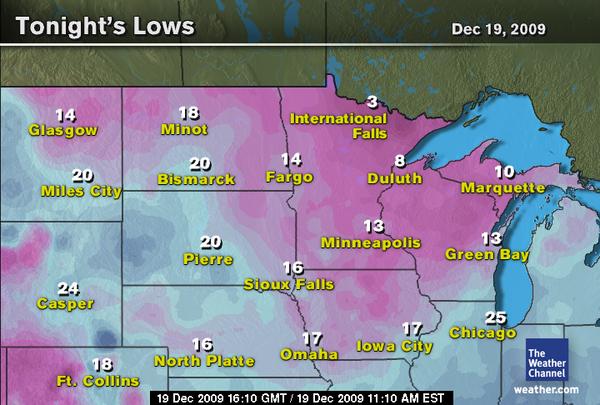 Tonight's Lows
Dec 19, 2009
3
International
Falls
14
Glasgow
18
Minot
20
Miles City
20
Bismarck
14
Fargo
8
Duluth
10
Marquette
20
Pierre
13
Minneapolis
13
Green Bay
16
Sioux Falls
24
Casper
25
Chicago
18
Ft. Collins
16
North Platte
17
Omaha
17
Iowa City
The
Weather
Channel
weather.com
19 Dec 2009 16:10 GMT / 19 Dec 2009 11:10 AM EST